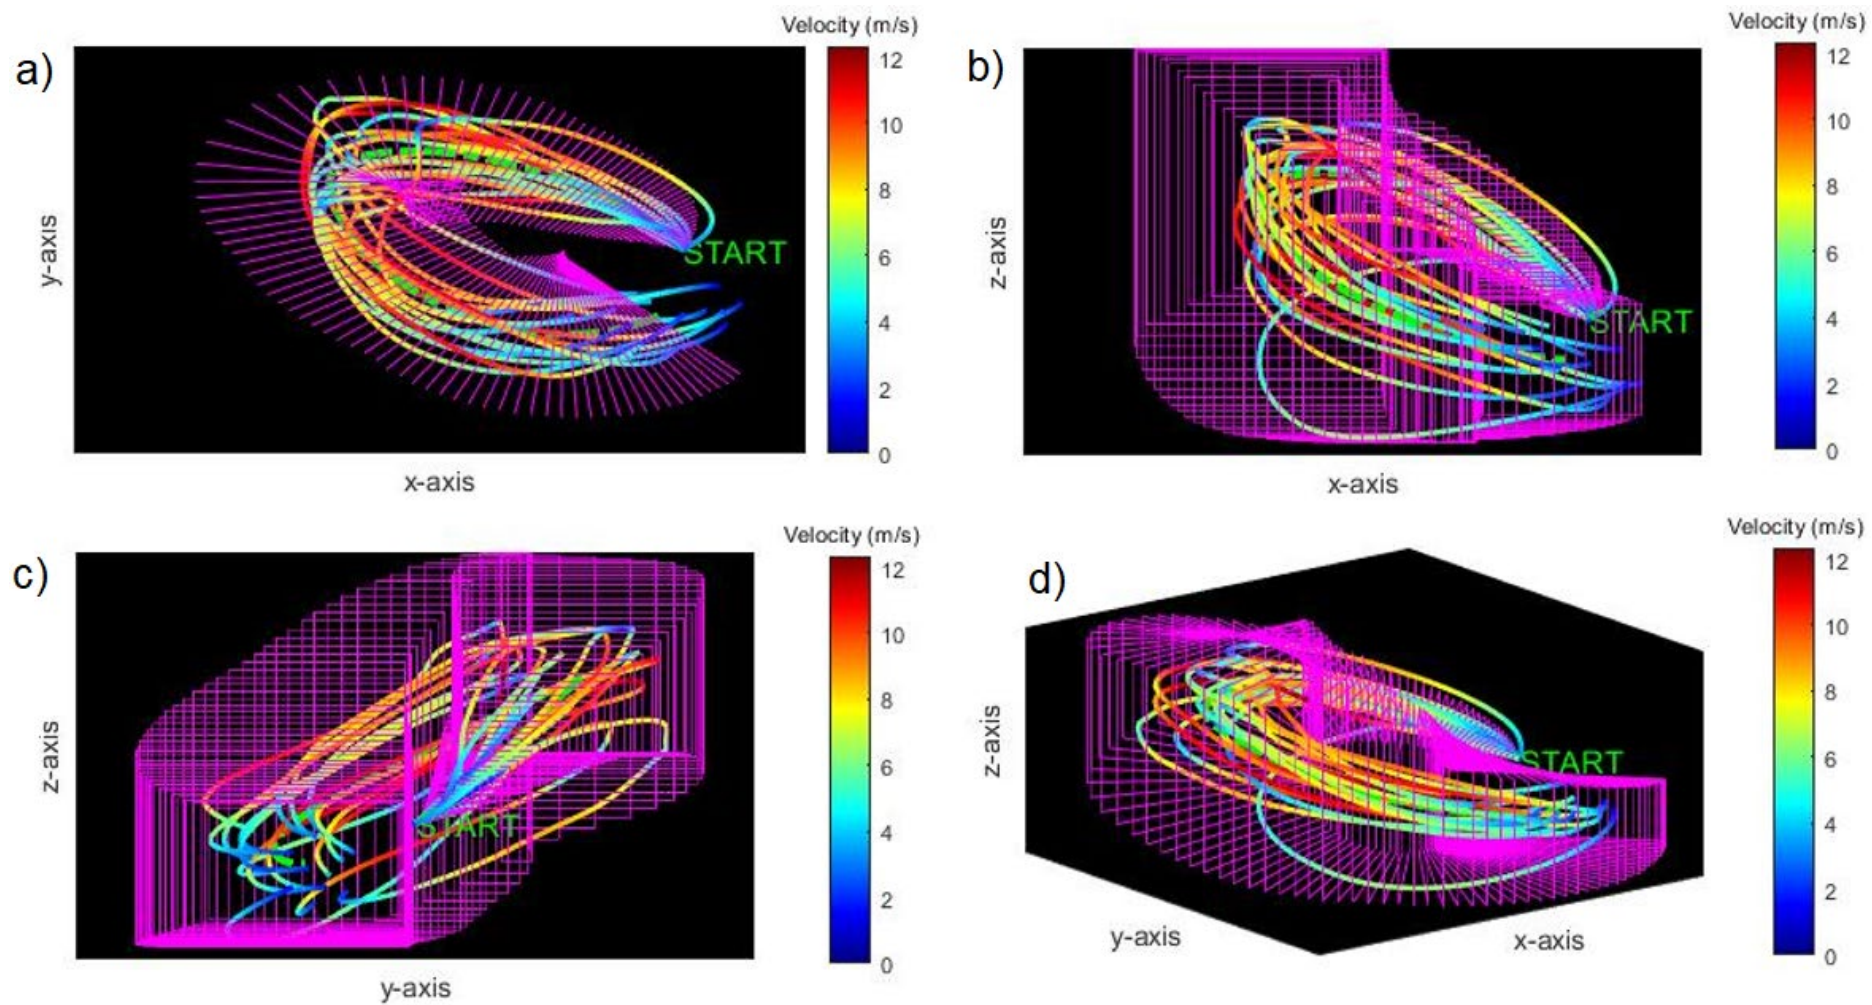 a)
Velocity (m/s)
12
10
8
6
4
2
0
START
y-axis
x-axis
b)
Velocity (m/s)
12
10
8
6
4
2
0
START
z-axis
x-axis
c)
Velocity (m/s)
12
10
8
6
4
2
0
START
z-axis
y-axis
d)
Velocity (m/s)
12
10
8
6
4
2
0
START
z-axis
y-axis
x-axis